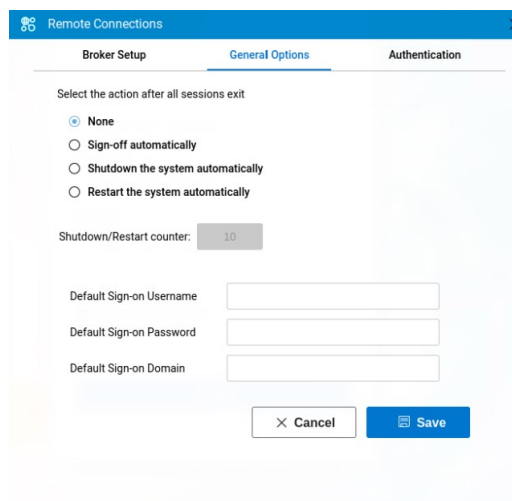 Remote Connections
Broker Setup General Options Authentication
Select the action after all sessions exit
None
Sign-off automatically
Shutdown the system automatically
Restart the system automatically
Shutdown/Restart counter: 10
Default Sign-on Username
Default Sign-on Password
Default Sign-on Domain
Cancel Save